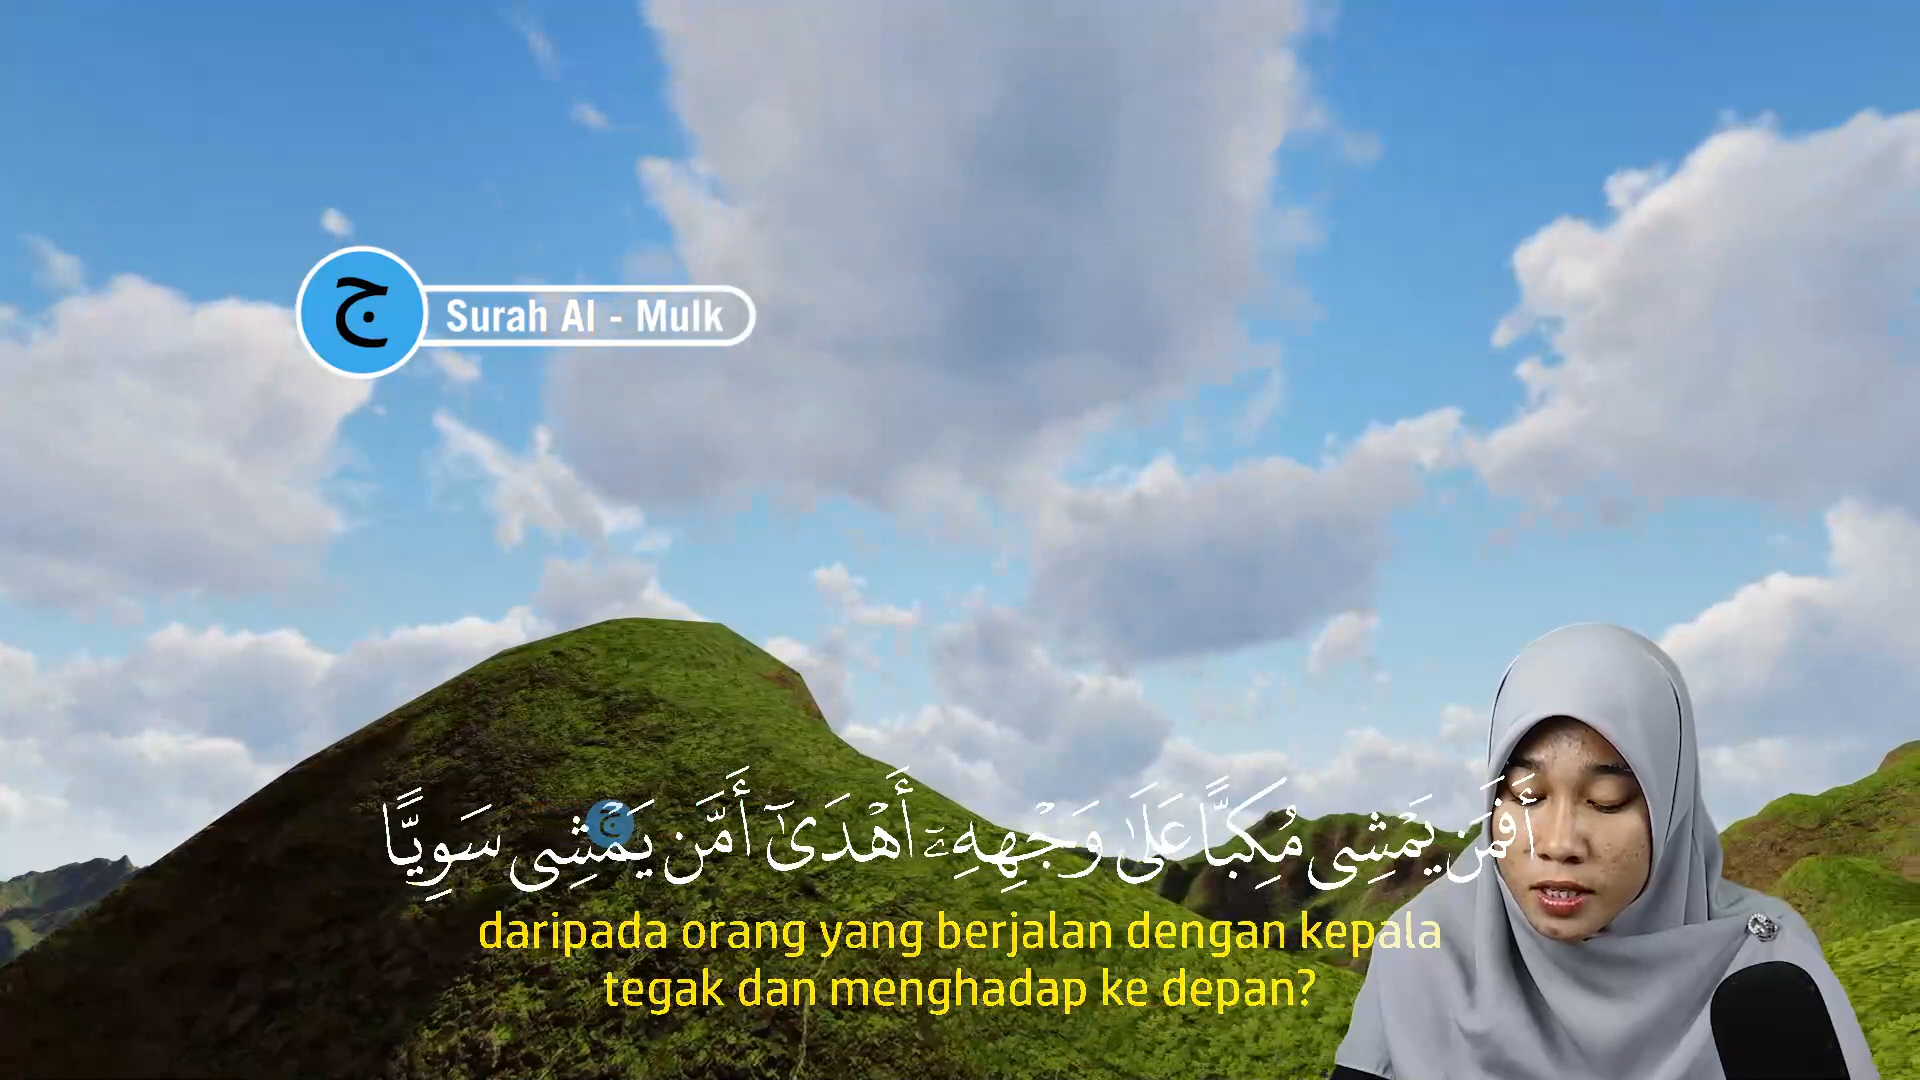 ج
Surah Al - Mulk
أَفَمَن يَمْشِى مُكِبًّا عَلَىٰ وَجْهِهِۦٓ أَهْدَىٰٓ أَمَّن يَمْشِى سَوِيًّا
ج
daripada orang yang berjalan dengan kepala
tegak dan menghadap ke depan?